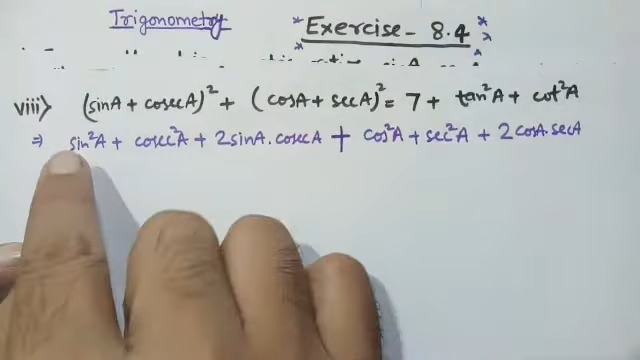 Trigonometry
Exercise - 8.4
viii> (sinA + cosecA)² + (cosA + secA)² = 7 + tan²A + cot²A
⇒ sin²A + cosec²A + 2sinA.cosecA + cos²A + sec²A + 2cosA.secA